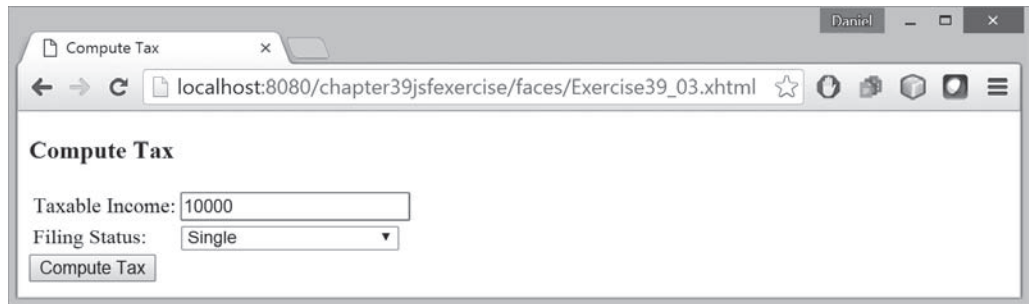 Daniel
Compute Tax
localhost:8080/chapter39jsfexercise/faces/Exercise39_03.xhtml
Compute Tax
Taxable Income: 10000
Filing Status: Single
Compute Tax